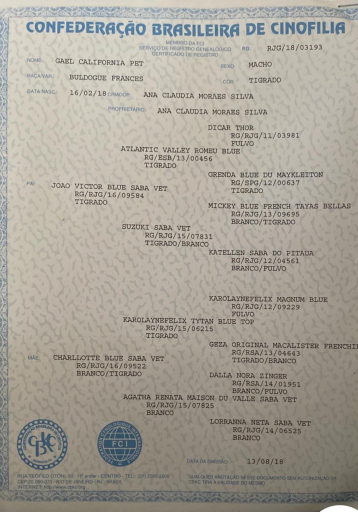 CONFEDERAÇÃO BRASILEIRA DE CINOFILIA
MEMBRO DA FCI
SERVIÇO DE REGISTRO GENEALÓGICO
CERTIFICADO DE REGISTRO
RG: RJG/18/03193
NOME: GAEL CALIFORNIA PET
SEXO: MACHO
RAÇA/VAR: BULDOGUE FRANCES
COR: TIGRADO
DATA NASC: 16/02/18 CRIADOR: ANA CLAUDIA MORAES SILVA
PROPRIETÁRIO: ANA CLAUDIA MORAES SILVA
DICAR THOR
RG/RJG/11/03981
FULVO
ATLANTIC VALLEY ROMEU BLUE
RG/ESB/13/00456
TIGRADO
GRENDA BLUE DU MAYKLEITON
RG/SPG/12/00637
TIGRADO
PAI: JOAO VICTOR BLUE SABA VET
RG/RJG/16/09584
TIGRADO
MICKEY BLUE FRENCH TAYAS BELLAS
RG/RJG/13/09695
BRANCO/TIGRADO
SUZUKI SABA VET
RG/RJG/15/07831
TIGRADO/BRANCO
KATELLEN SABA DO PITAUA
RG/RJG/12/04561
BRANCO/FULVO
KAROLAYNEFELIX MAGNUM BLUE
RG/RJG/12/09229
FULVO
KAROLAYNEFELIX TYTAN BLUE TOP
RG/RJG/15/06215
TIGRADO
GEZA ORIGINAL MACALISTER FRENCHI
RG/RSA/13/04643
TIGRADO/BRANCO
MÃE: CHARLLOTTE BLUE SABA VET
RG/RJG/16/09522
BRANCO/TIGRADO
DALLA NORA ZINGER
RG/RSA/14/01951
BRANCO/FULVO
AGATHA RENATA MAISON DU VALLE SABA VET
RG/RJG/15/07825
BRANCO
LORRANNA NETA SABA VET
RG/RJG/14/06525
BRANCO
CBKC
FCI
DATA DA EMISSÃO: 13/08/18